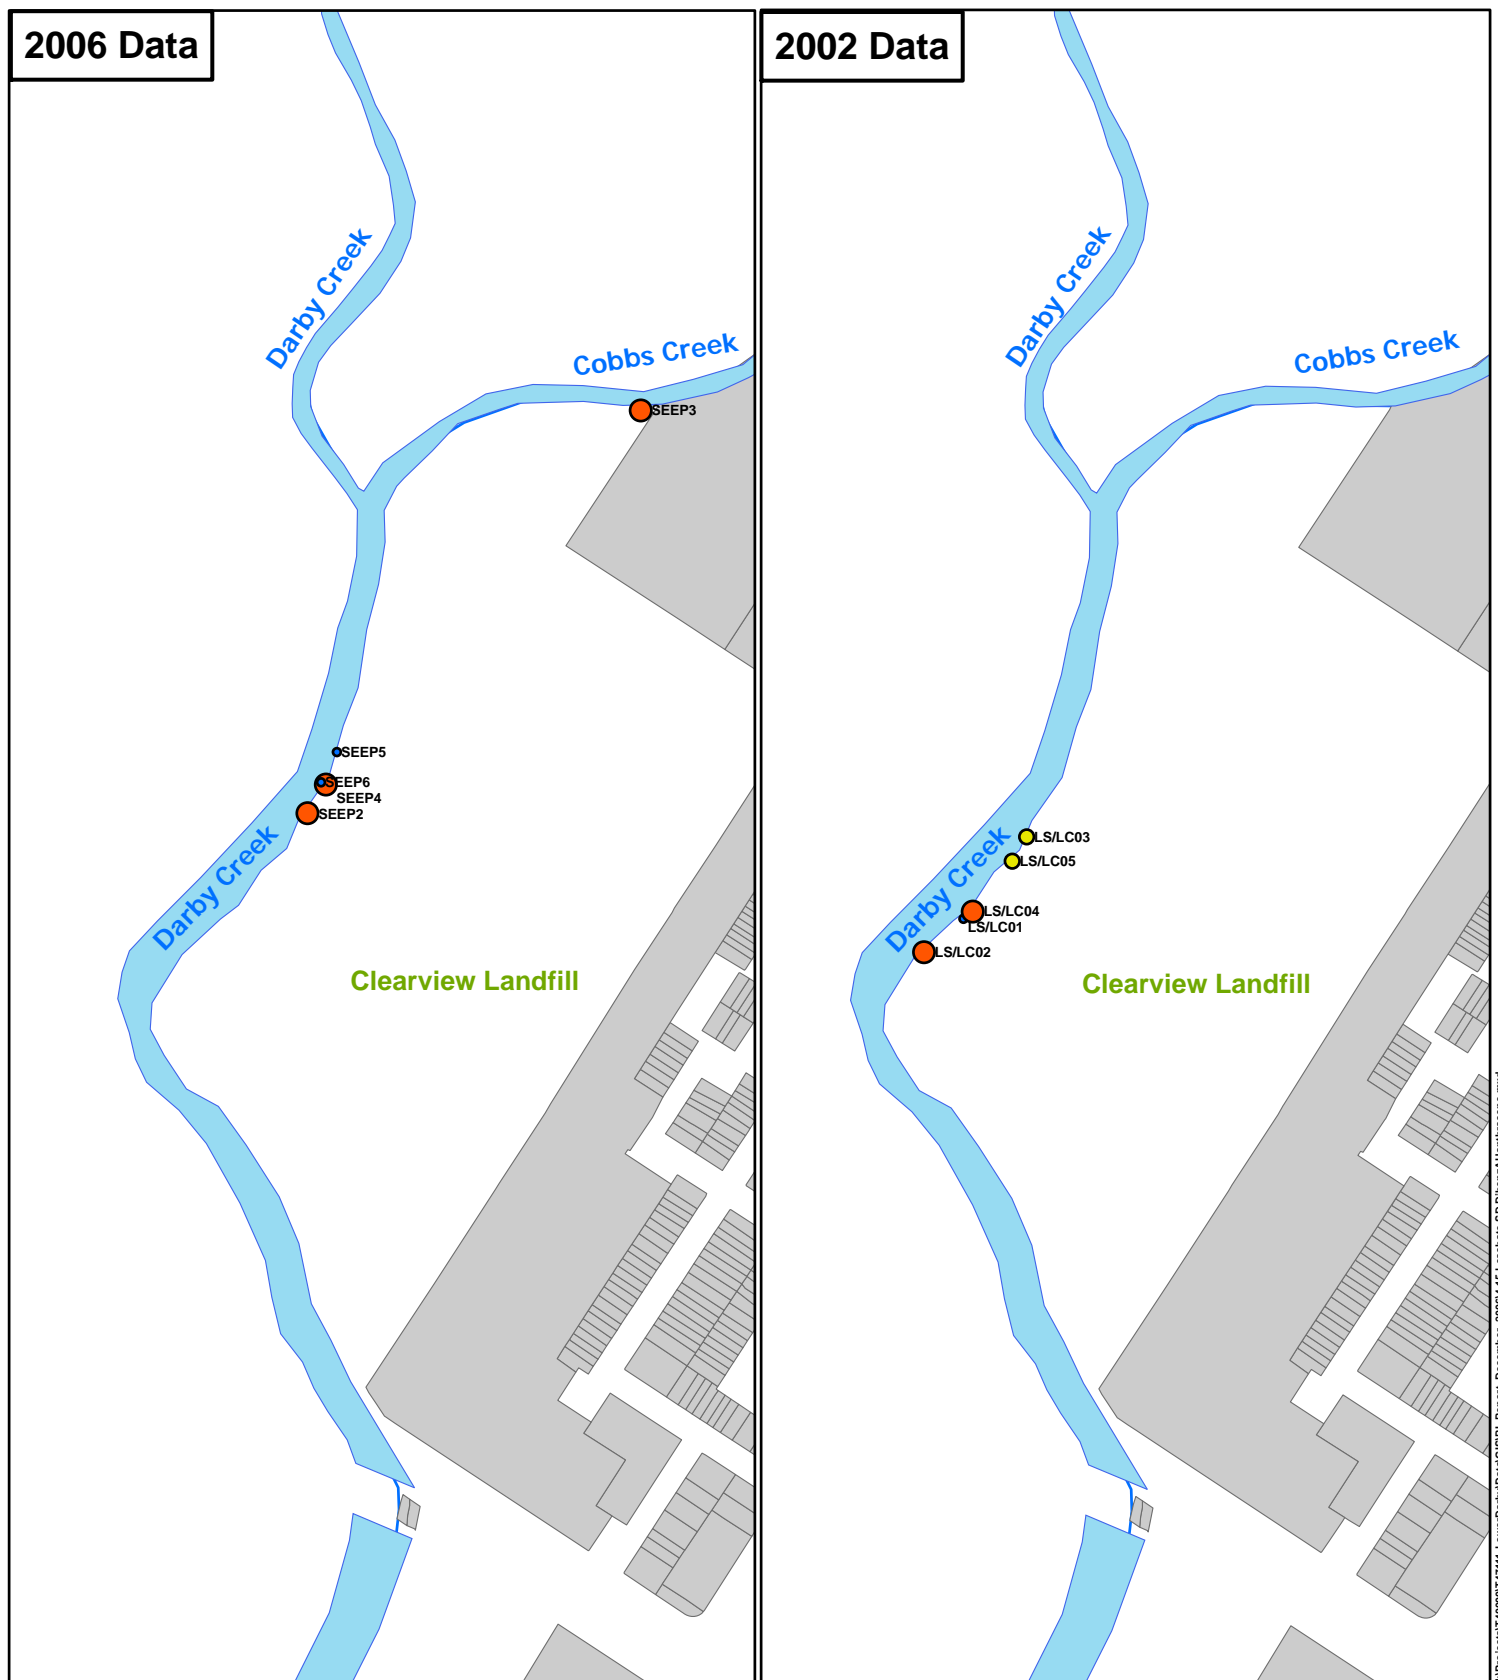 2006 Data
Darby Creek
Cobbs Creek
SEEP3
SEEP5
SEEP6
SEEP4
SEEP2
Darby Creek
Clearview Landfill
2002 Data
Darby Creek
Cobbs Creek
LS/LC03
LS/LC05
LS/LC04
LS/LC01
LS/LC02
Darby Creek
Clearview Landfill